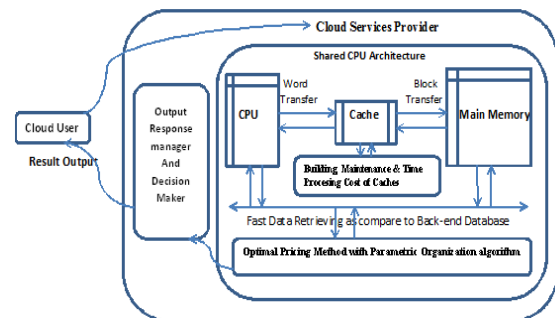 Cloud Services Provider
Shared CPU Architecture
Word
Transfer
Block
Transfer
CPU
Cache
Main Memory
Output
Response
manager
And
Decision
Maker
Cloud User
Result Output
Building Maintenance & Time
Procesing Cost of Caches
Fast Data Retrieving as compare to Back-end Database
Optimal Pricing Method with Parametric Organization algorithm